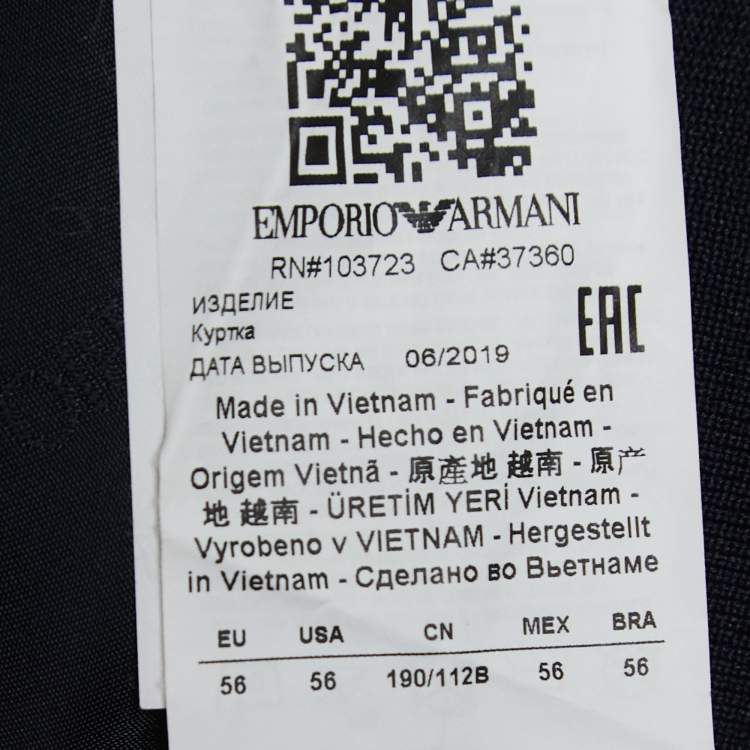 EMPORIO ARMANI
RN#103723 CA#37360
ИЗДЕЛИЕ
Куртка
ДАТА ВЫПУСКА 06/2019
EAC
Made in Vietnam - Fabriqué en
Vietnam - Hecho en Vietnam -
Origem Vietnã - 原產地 越南 - 原产
地 越南 - ÜRETİM YERİ Vietnam -
Vyrobeno v VIETNAM - Hergestellt
in Vietnam - Сделано во Вьетнаме
EU USA CN MEX BRA
56 56 190/112B 56 56